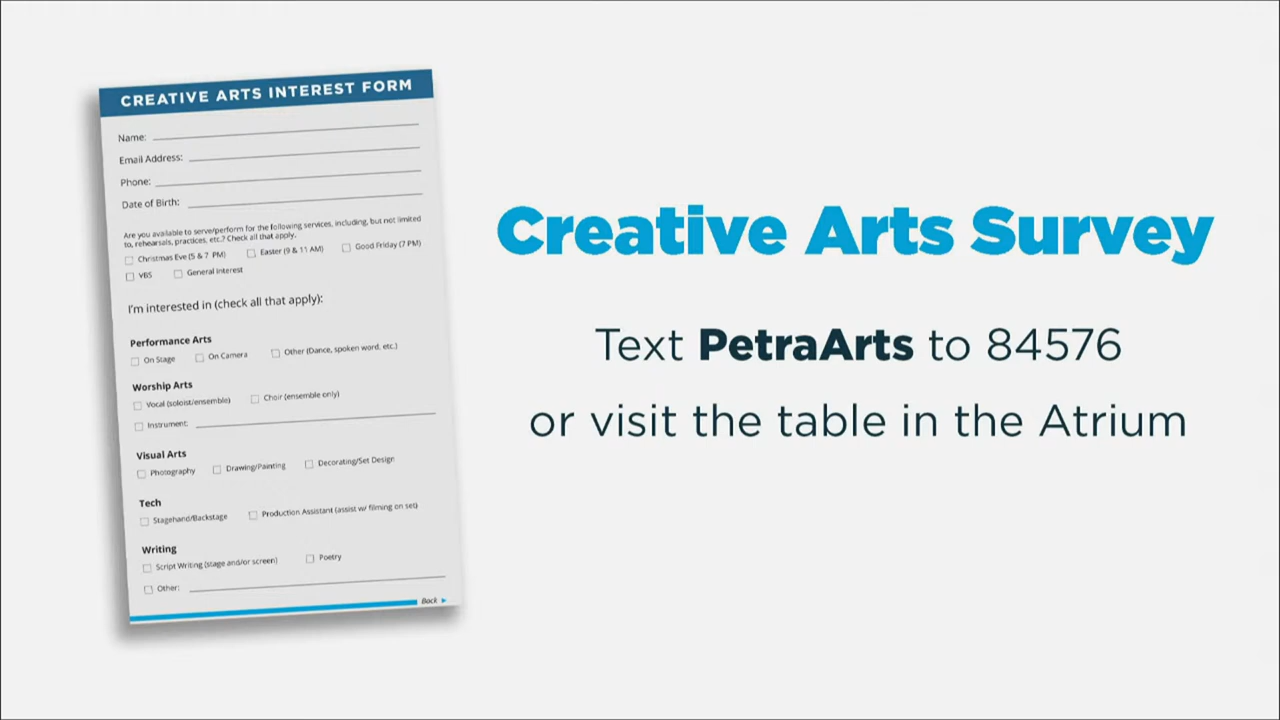 CREATIVE ARTS INTEREST FORM
Name:
Email Address:
Phone:
Date of Birth:
Are you available to serve/perform for the following services, including, but not limited
to, rehearsals, practices, etc.? Check all that apply.
Christmas Eve (5 & 7 PM) Easter (9 & 11 AM) Good Friday (7 PM)
VBS General Interest
I'm interested in (check all that apply):
Performance Arts
On Stage On Camera Other (Dance, spoken word, etc.)
Worship Arts
Vocal (soloist/ensemble) Choir (ensemble only)
Instrument:
Visual Arts
Photography Drawing/Painting Decorating/Set Design
Tech
Stagehand/Backstage Production Assistant (assist w/ filming on set)
Writing
Script Writing (stage and/or screen) Poetry
Other:
Back
Creative Arts Survey
Text PetraArts to 84576
or visit the table in the Atrium